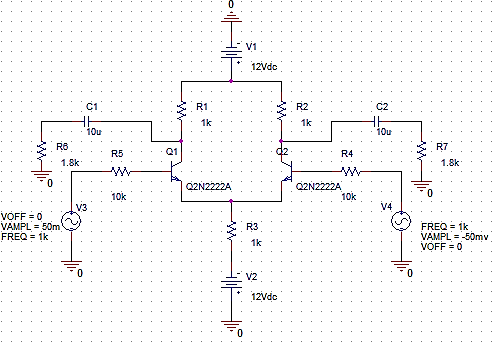 0
V1
12Vdc
C1
10u
R1
1k
R2
1k
C2
10u
R6
1.8k
0
R5
10k
Q1
Q2N2222A
Q2
Q2N2222A
R4
10k
R7
1.8k
0
V3
VOFF = 0
VAMPL = 50m
FREQ = 1k
0
R3
1k
V4
FREQ = 1k
VAMPL = -50mv
VOFF = 0
0
V2
12Vdc
0